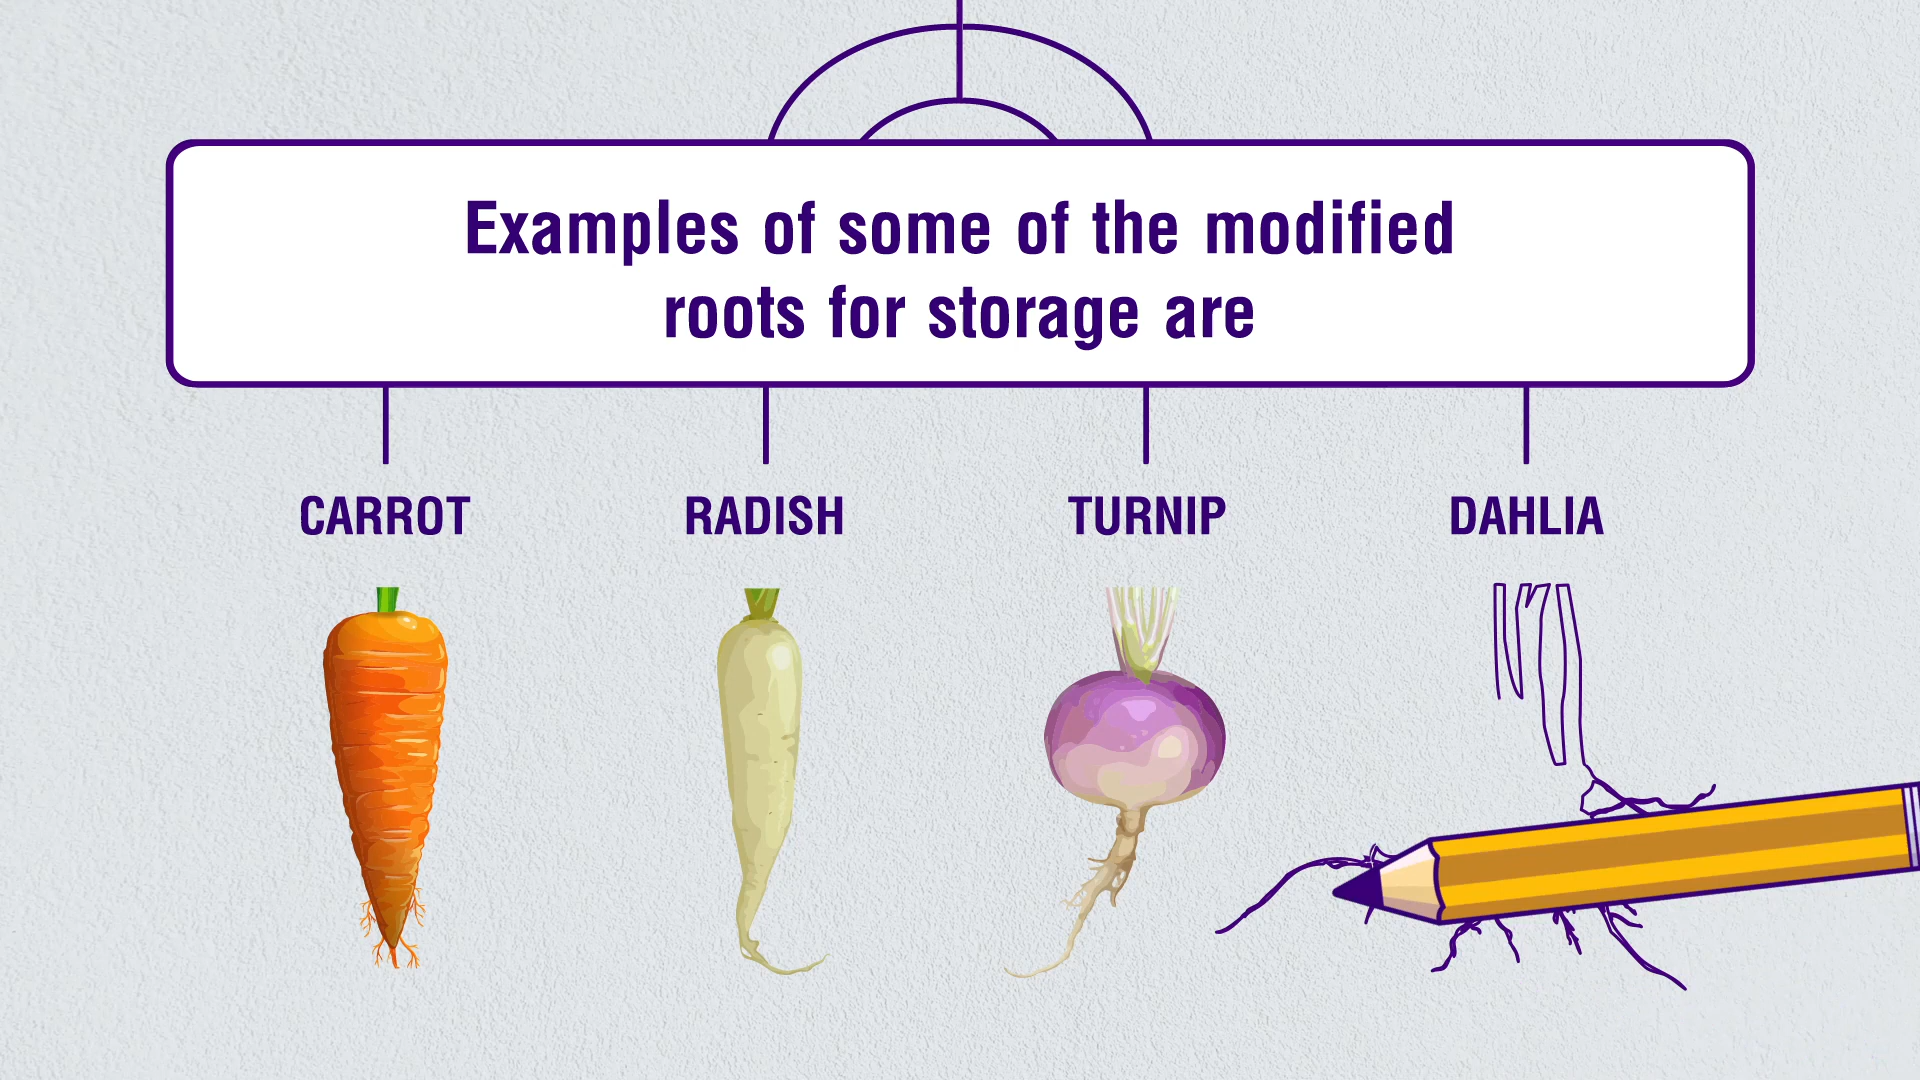 Examples of some of the modified
roots for storage are
CARROT
RADISH
TURNIP
DAHLIA